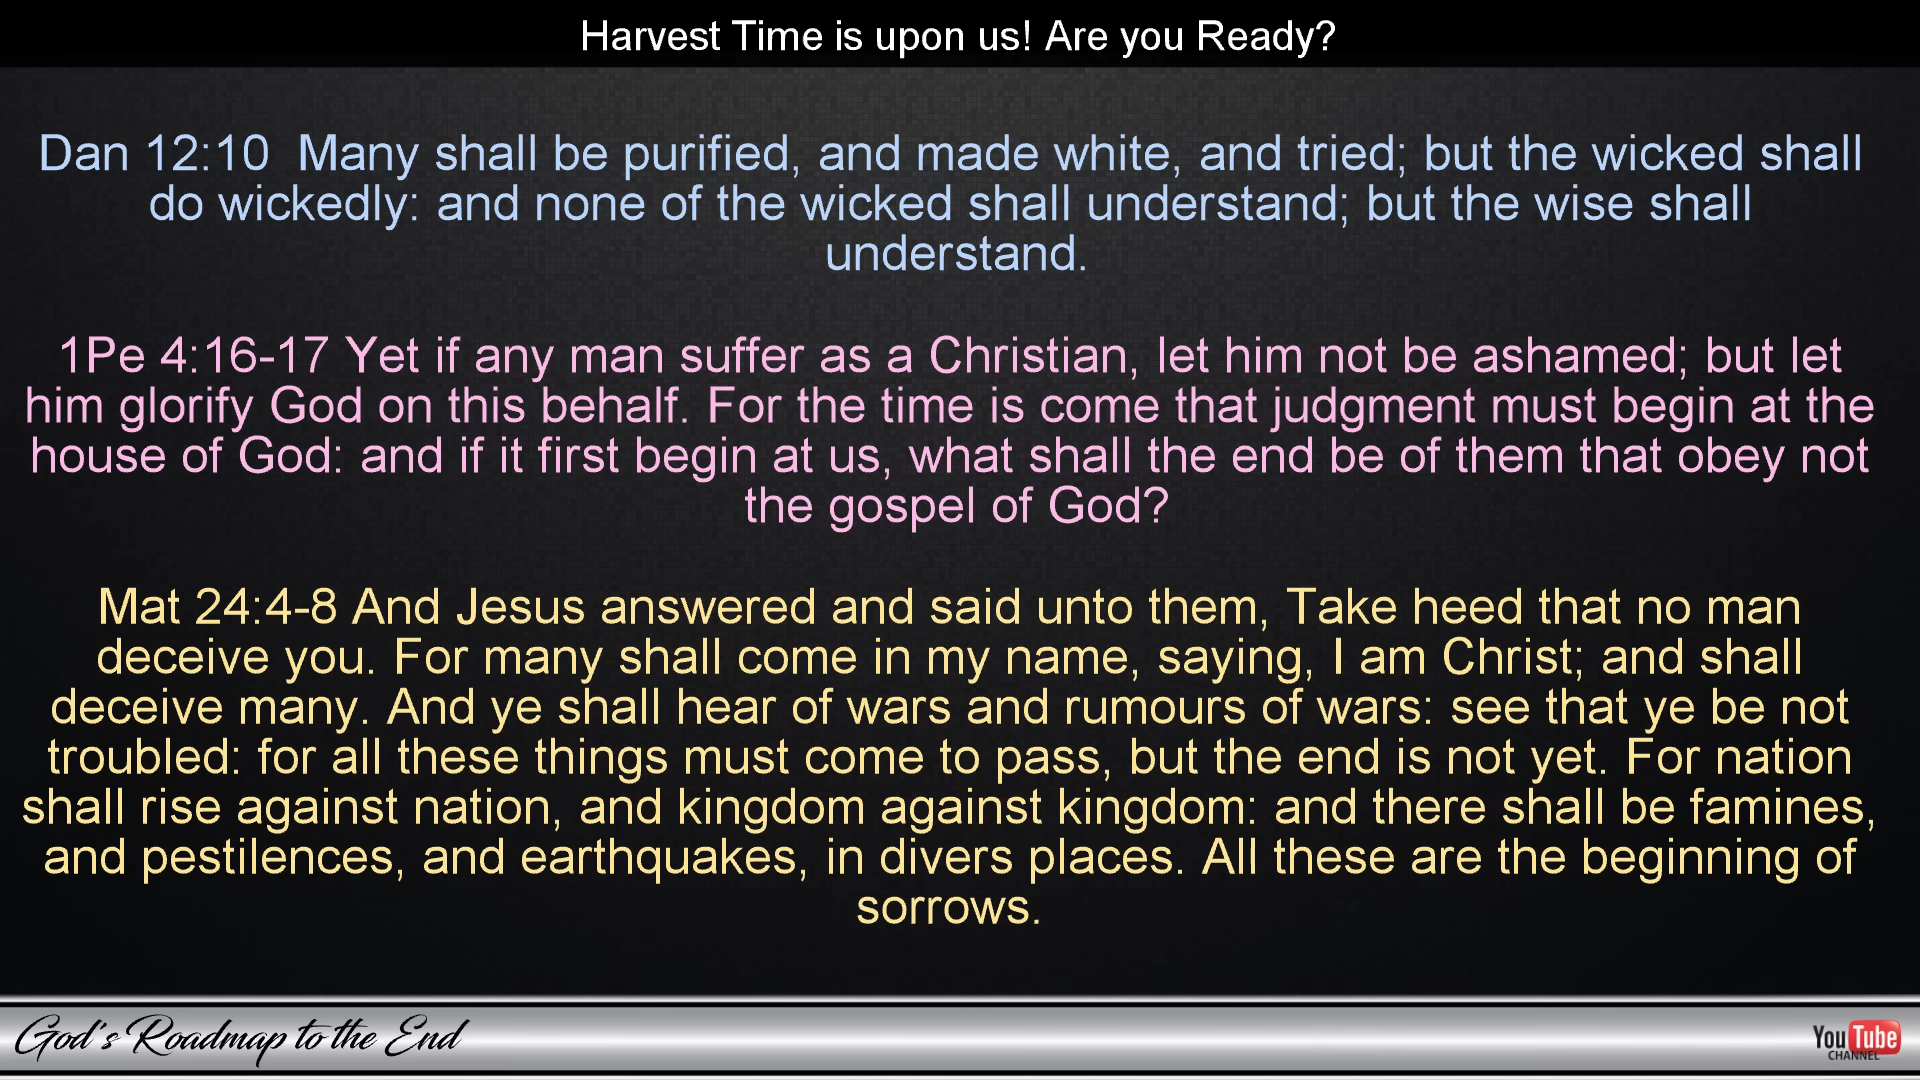 Harvest Time is upon us! Are you Ready?
Dan 12:10  Many shall be purified, and made white, and tried; but the wicked shall
do wickedly: and none of the wicked shall understand; but the wise shall
understand.
1Pe 4:16-17 Yet if any man suffer as a Christian, let him not be ashamed; but let
him glorify God on this behalf. For the time is come that judgment must begin at the
house of God: and if it first begin at us, what shall the end be of them that obey not
the gospel of God?
Mat 24:4-8 And Jesus answered and said unto them, Take heed that no man
deceive you. For many shall come in my name, saying, I am Christ; and shall
deceive many. And ye shall hear of wars and rumours of wars: see that ye be not
troubled: for all these things must come to pass, but the end is not yet. For nation
shall rise against nation, and kingdom against kingdom: and there shall be famines,
and pestilences, and earthquakes, in divers places. All these are the beginning of
sorrows.
God's Roadmap to the End
YouTube
CHANNEL